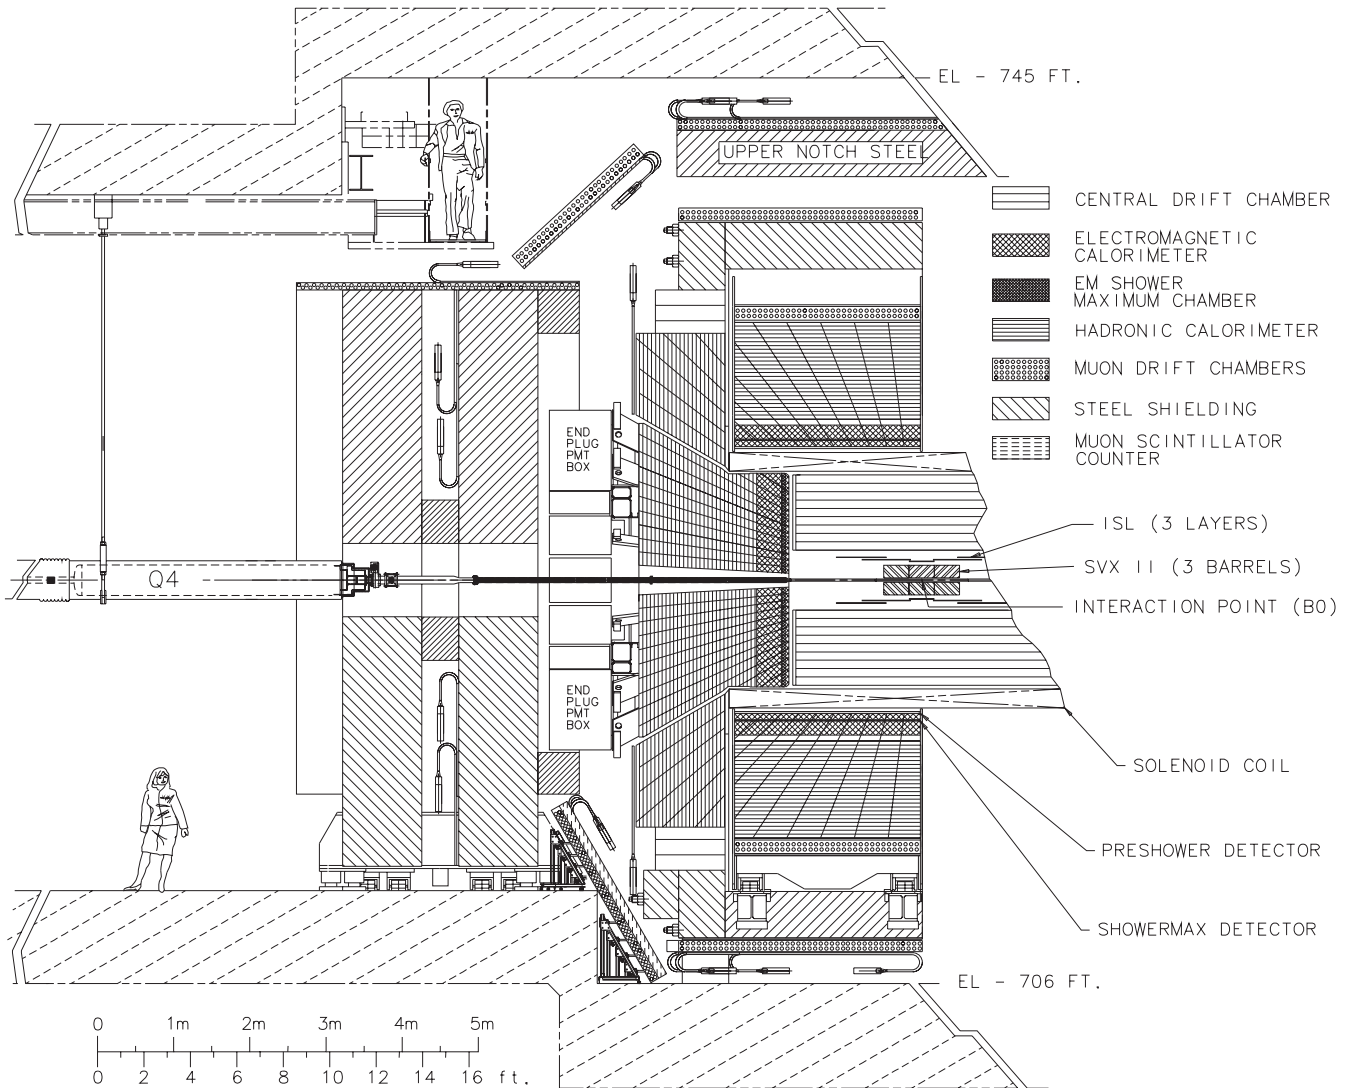 EL - 745 FT.
UPPER NOTCH STEEL
CENTRAL DRIFT CHAMBER
ELECTROMAGNETIC
CALORIMETER
EM SHOWER
MAXIMUM CHAMBER
HADRONIC CALORIMETER
MUON DRIFT CHAMBERS
STEEL SHIELDING
MUON SCINTILLATOR
COUNTER
END
PLUG
PMT
BOX
ISL (3 LAYERS)
SVX II (3 BARRELS)
INTERACTION POINT (B0)
Q4
END
PLUG
PMT
BOX
SOLENOID COIL
PRESHOWER DETECTOR
SHOWERMAX DETECTOR
EL - 706 FT.
0 1m 2m 3m 4m 5m
0 2 4 6 8 10 12 14 16 ft.